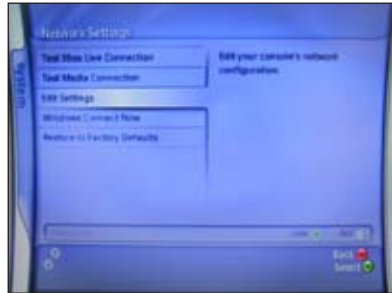 Network Settings
System
Test Xbox Live Connection
Test Media Connection
Edit Settings
Windows Connect Now
Restore to Factory Defaults
Edit your console's network
configuration.
Back
Select